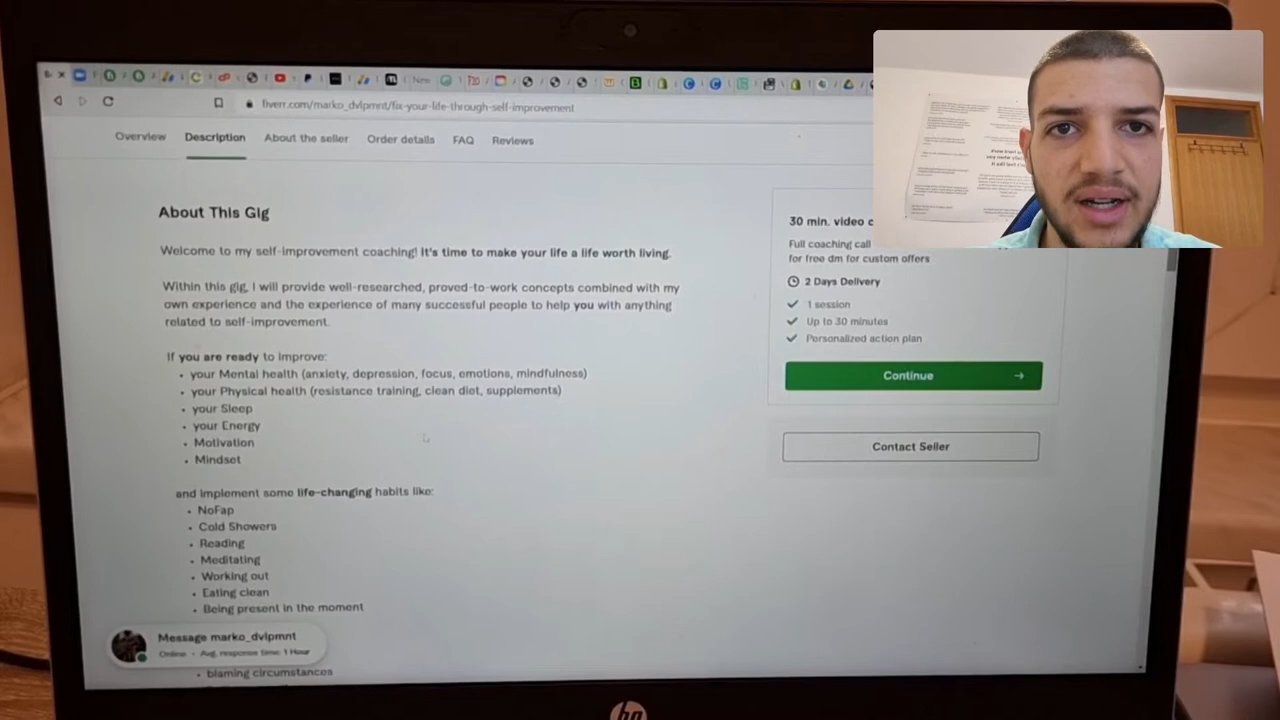 New
fiverr.com/marko_dvlpmnt/fix-your-life-through-self-improvement
Overview Description About the seller Order details FAQ Reviews
About This Gig
Welcome to my self-improvement coaching! It's time to make your life a life worth living.
Within this gig, I will provide well-researched, proved-to-work concepts combined with my
own experience and the experience of many successful people to help you with anything
related to self-improvement.
If you are ready to improve:
your Mental health (anxiety, depression, focus, emotions, mindfulness)
your Physical health (resistance training, clean diet, supplements)
your Sleep
your Energy
Motivation
Mindset
and implement some life-changing habits like:
NoFap
Cold Showers
Reading
Meditating
Working out
Eating clean
Being present in the moment
blaming circumstances
Message marko_dvlpmnt
Online • Avg. response time: 1 Hour
30 min. video c
Full coaching call
for free dm for custom offers
2 Days Delivery
1 session
Up to 30 minutes
Personalized action plan
Continue →
Contact Seller
hp